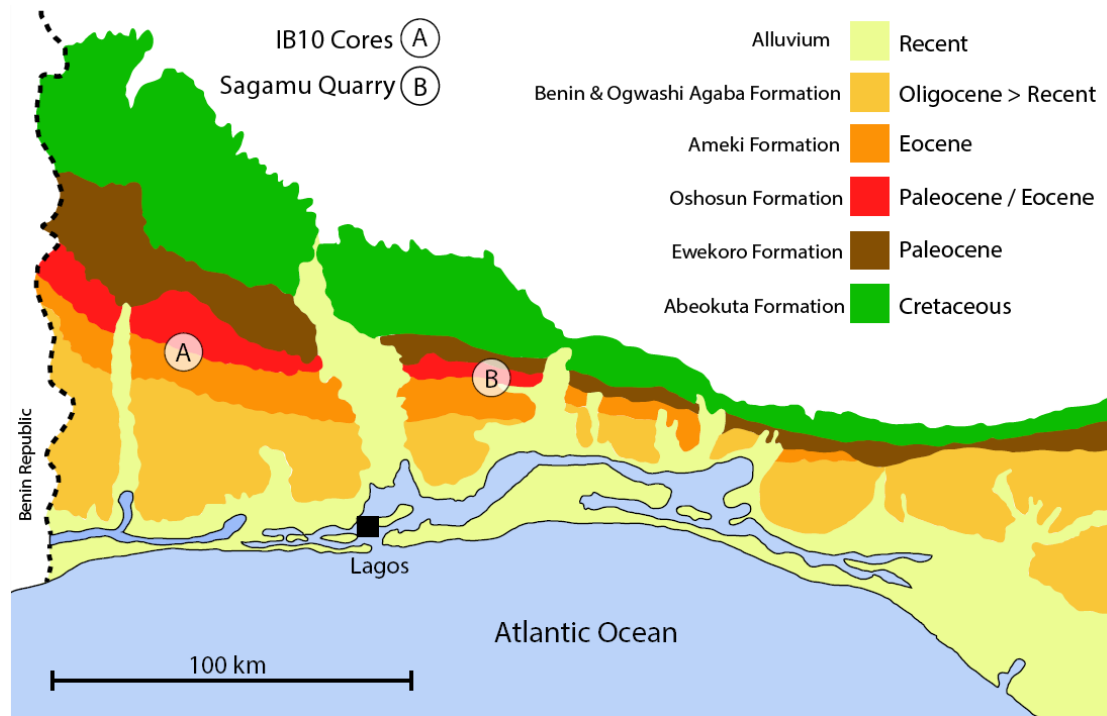 IB10 Cores A
Sagamu Quarry B
Alluvium Recent
Benin & Ogwashi Agaba Formation Oligocene > Recent
Ameki Formation Eocene
Oshosun Formation Paleocene / Eocene
Ewekoro Formation Paleocene
Abeokuta Formation Cretaceous
A
B
Benin Republic
Lagos
Atlantic Ocean
100 km